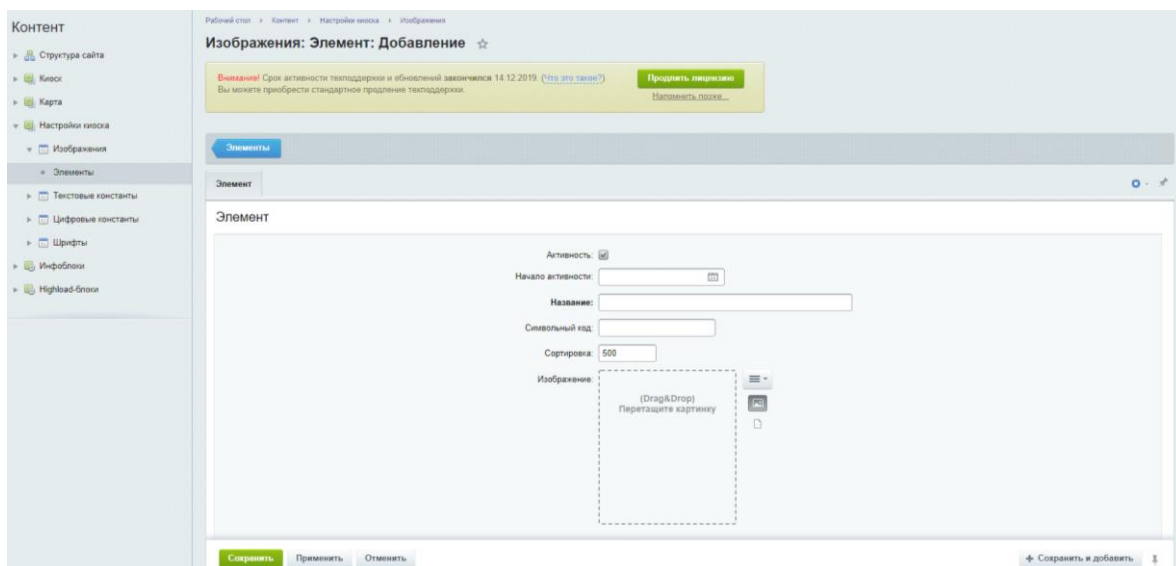 Контент
Структура сайта
Киоск
Карта
Настройки киоска
Изображения
Элементы
Текстовые константы
Цифровые константы
Шрифты
Инфоблоки
Highload-блоки
Рабочий стол Контент Настройки киоска Изображения
Изображения: Элемент: Добавление
Внимание! Срок активности техподдержки и обновлений закончился 14.12.2019. (Что это такое?)
Вы можете приобрести стандартное продление техподдержки.
Продлить лицензию
Напомнить позже...
Элементы
Элемент
Элемент
Активность:
Начало активности:
Название:
Символьный код:
Сортировка: 500
Изображение:
(Drag&Drop)
Перетащите картинку
Сохранить Применить Отменить + Сохранить и добавить